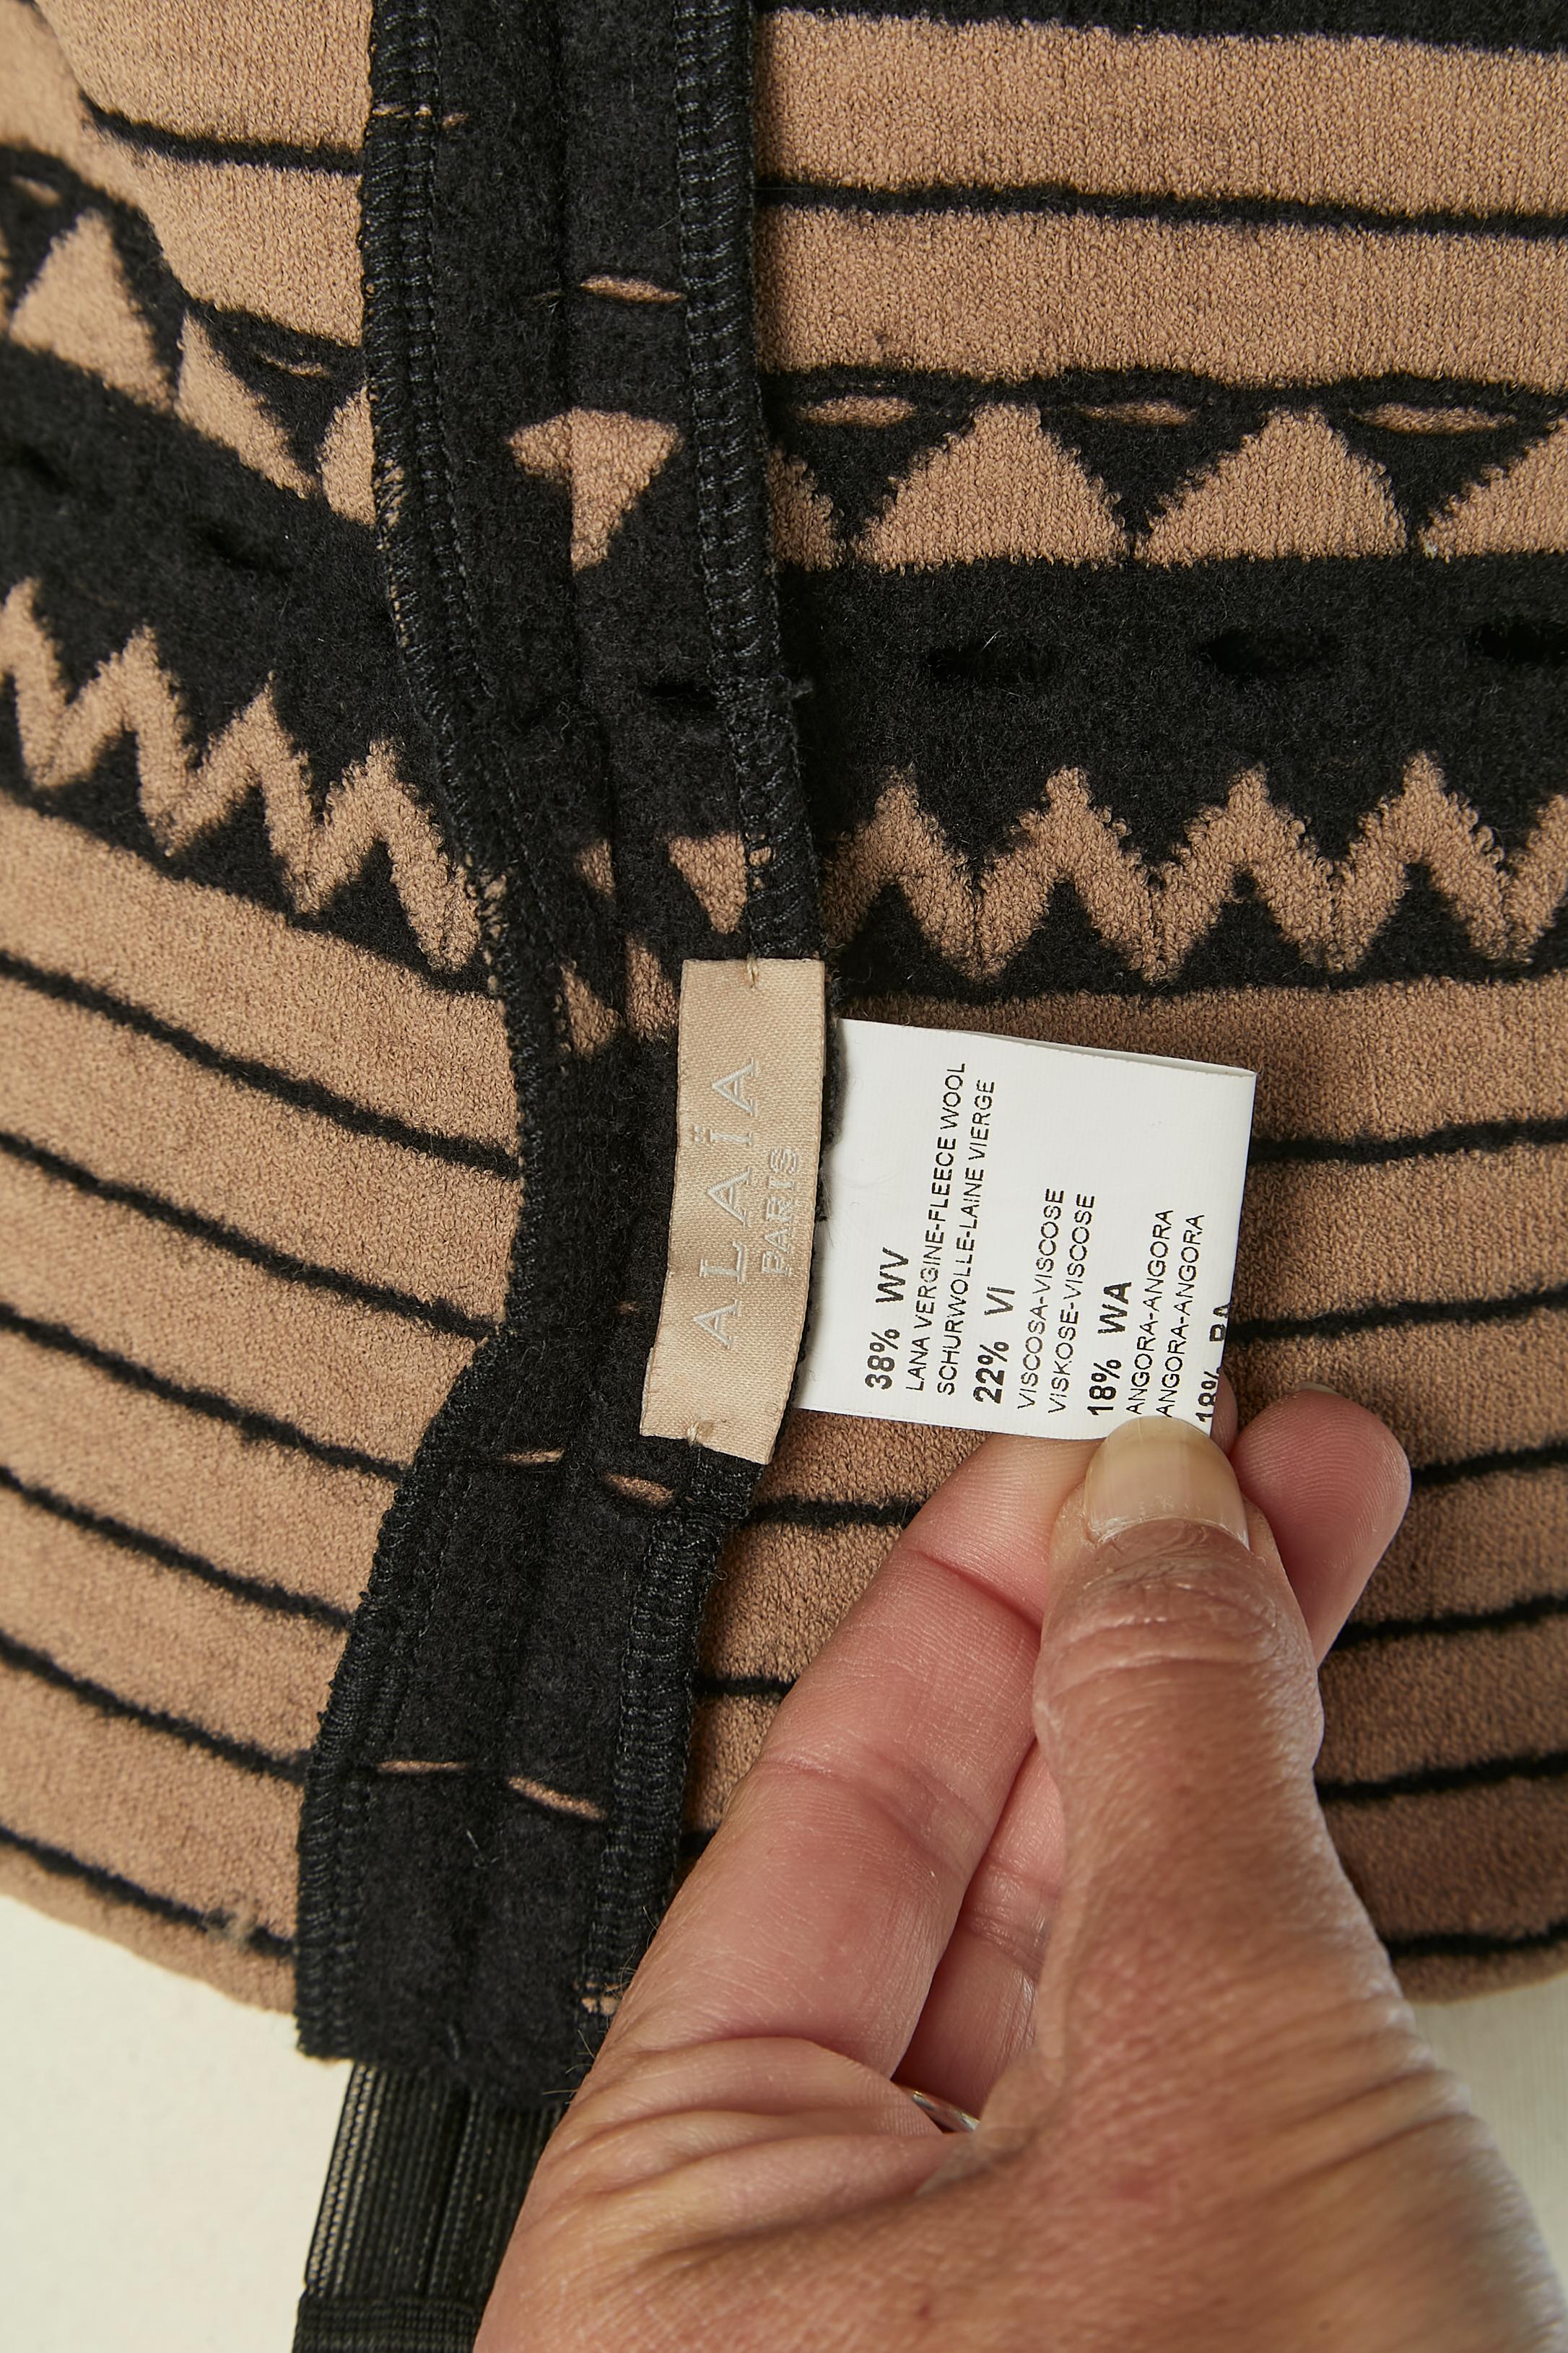 ALAÏA
PARIS
38% WV
LANA VERGINE-FLEECE WOOL
SCHURWOLLE-LAINE VIERGE
22% VI
VISCOSA-VISCOSE
VISKOSE-VISCOSE
18% WA
ANGORA-ANGORA
ANGORA-ANGORA
18%